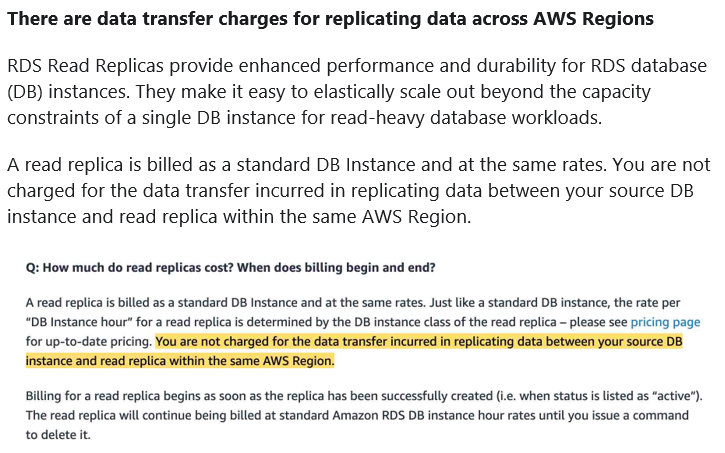 There are data transfer charges for replicating data across AWS Regions
RDS Read Replicas provide enhanced performance and durability for RDS database
(DB) instances. They make it easy to elastically scale out beyond the capacity
constraints of a single DB instance for read-heavy database workloads.
A read replica is billed as a standard DB Instance and at the same rates. You are not
charged for the data transfer incurred in replicating data between your source DB
instance and read replica within the same AWS Region.
Q: How much do read replicas cost? When does billing begin and end?
A read replica is billed as a standard DB Instance and at the same rates. Just like a standard DB instance, the rate per
“DB Instance hour” for a read replica is determined by the DB instance class of the read replica – please see pricing page
for up-to-date pricing. You are not charged for the data transfer incurred in replicating data between your source DB
instance and read replica within the same AWS Region.
Billing for a read replica begins as soon as the replica has been successfully created (i.e. when status is listed as “active”).
The read replica will continue being billed at standard Amazon RDS DB instance hour rates until you issue a command
to delete it.